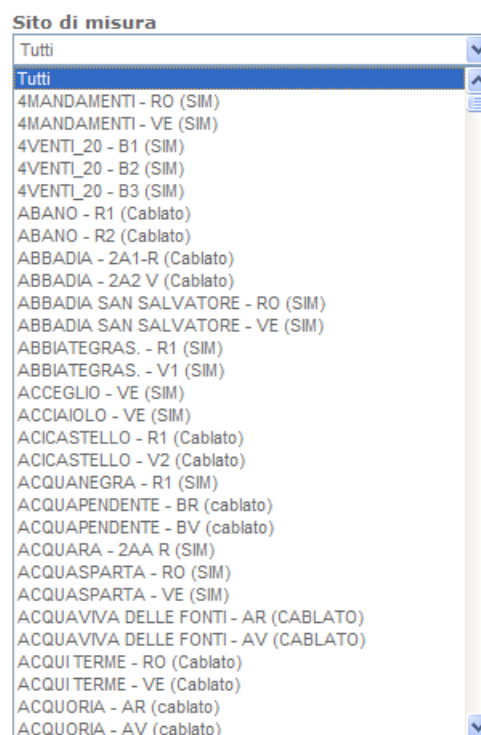 Sito di misura
Tutti
Tutti
4MANDAMENTI - RO (SIM)
4MANDAMENTI - VE (SIM)
4VENTI_20 - B1 (SIM)
4VENTI_20 - B2 (SIM)
4VENTI_20 - B3 (SIM)
ABANO - R1 (Cablato)
ABANO - R2 (Cablato)
ABBADIA - 2A1-R (Cablato)
ABBADIA - 2A2 V (Cablato)
ABBADIA SAN SALVATORE - RO (SIM)
ABBADIA SAN SALVATORE - VE (SIM)
ABBIATEGRAS. - R1 (SIM)
ABBIATEGRAS. - V1 (SIM)
ACCEGLIO - VE (SIM)
ACCIAIOLO - VE (SIM)
ACICASTELLO - R1 (Cablato)
ACICASTELLO - V2 (Cablato)
ACQUANEGRA - R1 (SIM)
ACQUAPENDENTE - BR (cablato)
ACQUAPENDENTE - BV (cablato)
ACQUARA - 2AA R (SIM)
ACQUASPARTA - RO (SIM)
ACQUASPARTA - VE (SIM)
ACQUAVIVA DELLE FONTI - AR (CABLATO)
ACQUAVIVA DELLE FONTI - AV (CABLATO)
ACQUI TERME - RO (Cablato)
ACQUI TERME - VE (Cablato)
ACQUORIA - AR (cablato)
ACQUORIA - AV (cablato)